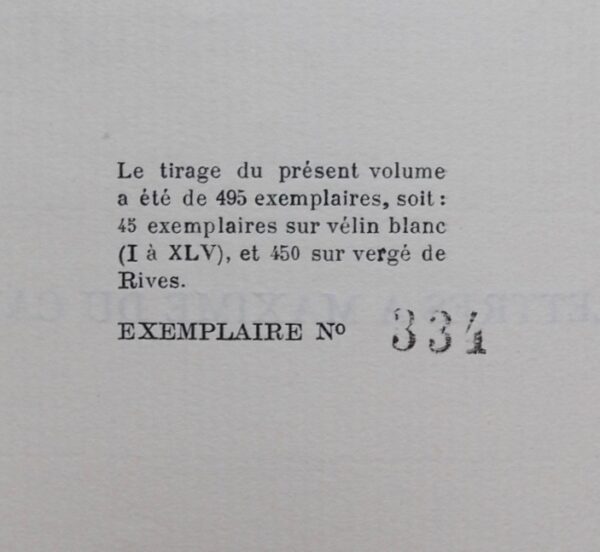 Le tirage du présent volume
a été de 495 exemplaires, soit :
45 exemplaires sur vélin blanc
(I à XLV), et 450 sur vergé de
Rives.
EXEMPLAIRE Nº 334